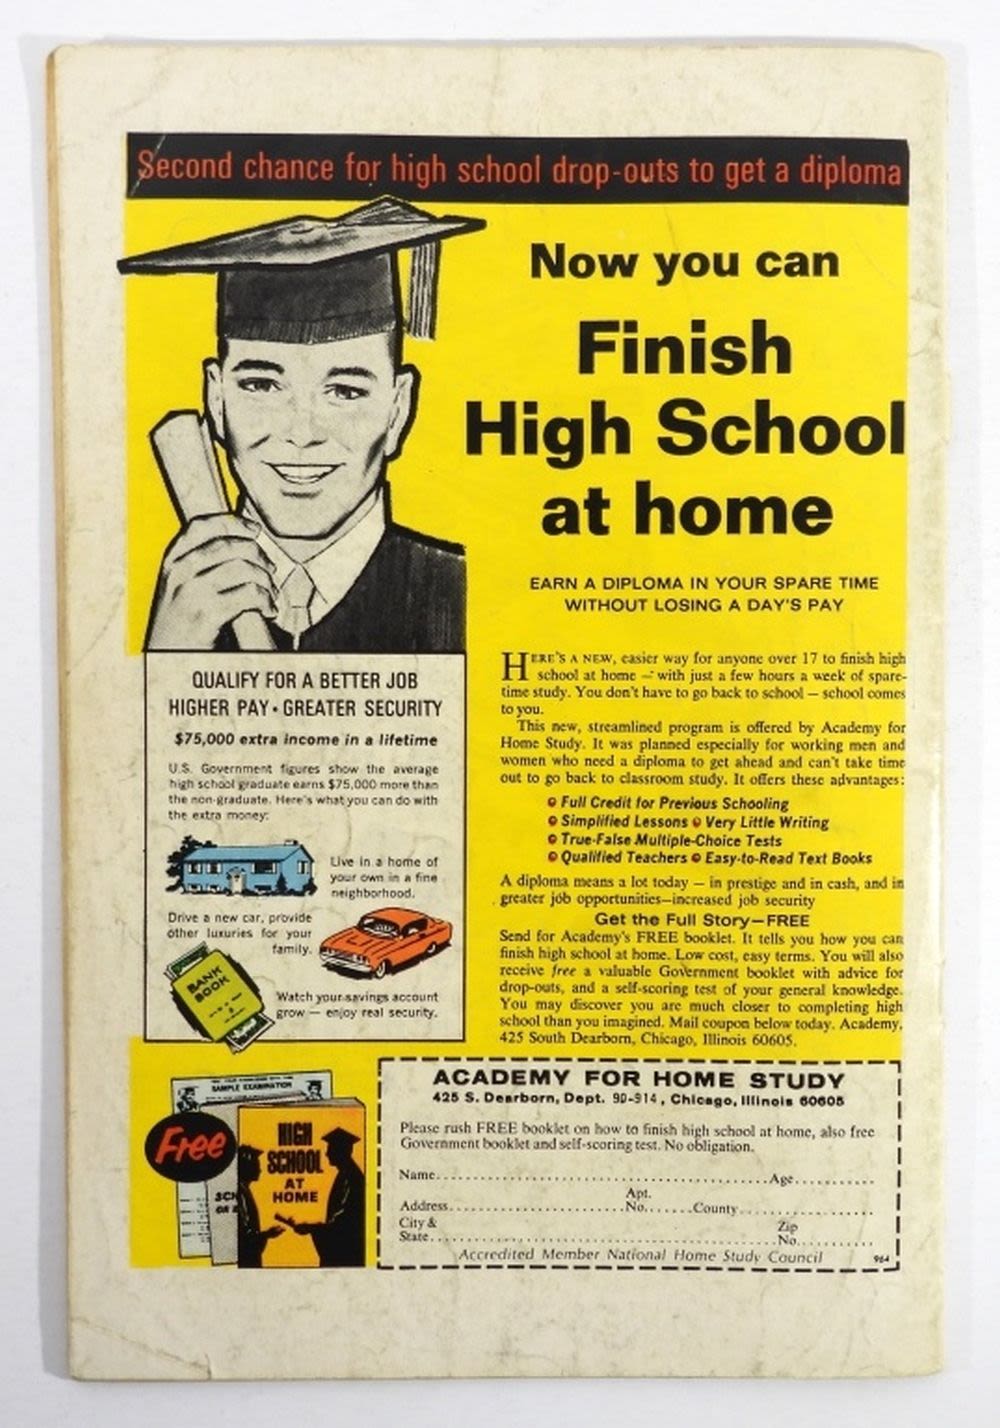 Second chance for high school drop-outs to get a diploma
Now you can
Finish
High School
at home
EARN A DIPLOMA IN YOUR SPARE TIME
WITHOUT LOSING A DAY'S PAY
QUALIFY FOR A BETTER JOB
HIGHER PAY • GREATER SECURITY
$75,000 extra income in a lifetime
U.S. Government figures show the average
high school graduate earns $75,000 more than
the non-graduate. Here's what you can do with
the extra money:
Live in a home of
your own in a fine
neighborhood.
Drive a new car, provide
other luxuries for your
family.
BANK
BOOK
Watch your savings account
grow — enjoy real security.
HERE'S A NEW, easier way for anyone over 17 to finish high
school at home — with just a few hours a week of spare-
time study. You don't have to go back to school — school comes
to you.
This new, streamlined program is offered by Academy for
Home Study. It was planned especially for working men and
women who need a diploma to get ahead and can't take time
out to go back to classroom study. It offers these advantages:
• Full Credit for Previous Schooling
• Simplified Lessons • Very Little Writing
• True-False Multiple-Choice Tests
• Qualified Teachers • Easy-to-Read Text Books
A diploma means a lot today — in prestige and in cash, and in
greater job opportunities—increased job security
Get the Full Story—FREE
Send for Academy's FREE booklet. It tells you how you can
finish high school at home. Low cost, easy terms. You will also
receive free a valuable Government booklet with advice for
drop-outs, and a self-scoring test of your general knowledge.
You may discover you are much closer to completing high
school than you imagined. Mail coupon below today. Academy,
425 South Dearborn, Chicago, Illinois 60605.
SAMPLE EXAMINATION
Free
HIGH
SCHOOL
AT
HOME
ACADEMY FOR HOME STUDY
425 S. Dearborn, Dept. 90-914, Chicago, Illinois 60605
Please rush FREE booklet on how to finish high school at home, also free
Government booklet and self-scoring test. No obligation.
Name..........Age..........
Apt.
Address..........No.......County..........
City &
Zip
State..........No..........
Accredited Member National Home Study Council
964